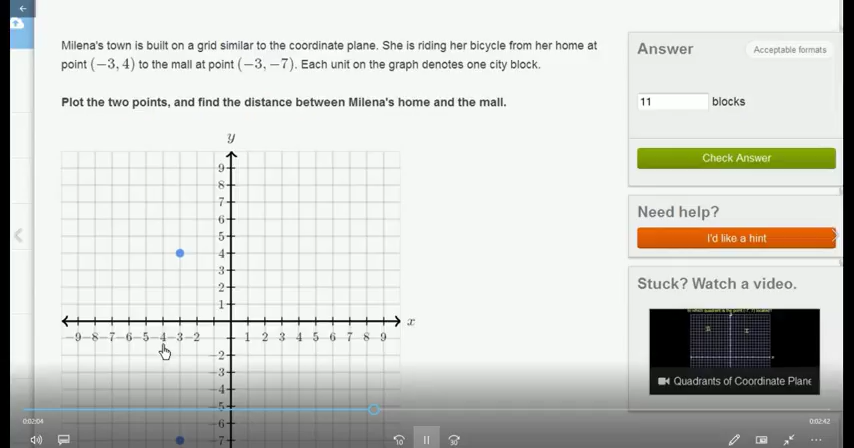 Milena's town is built on a grid similar to the coordinate plane. She is riding her bicycle from her home at
point (−3, 4) to the mall at point (−3, −7). Each unit on the graph denotes one city block.
Plot the two points, and find the distance between Milena's home and the mall.
y
9
8
7
6
5
4
3
2
1
−9 −8 −7 −6 −5 −4 −3 −2 1 2 3 4 5 6 7 8 9
x
−2
−3
−4
−5
−6
−7
Answer
Acceptable formats
11 blocks
Check Answer
Need help?
I'd like a hint
Stuck? Watch a video.
Quadrants of Coordinate Plane
0:02:04
0:02:42
10
30